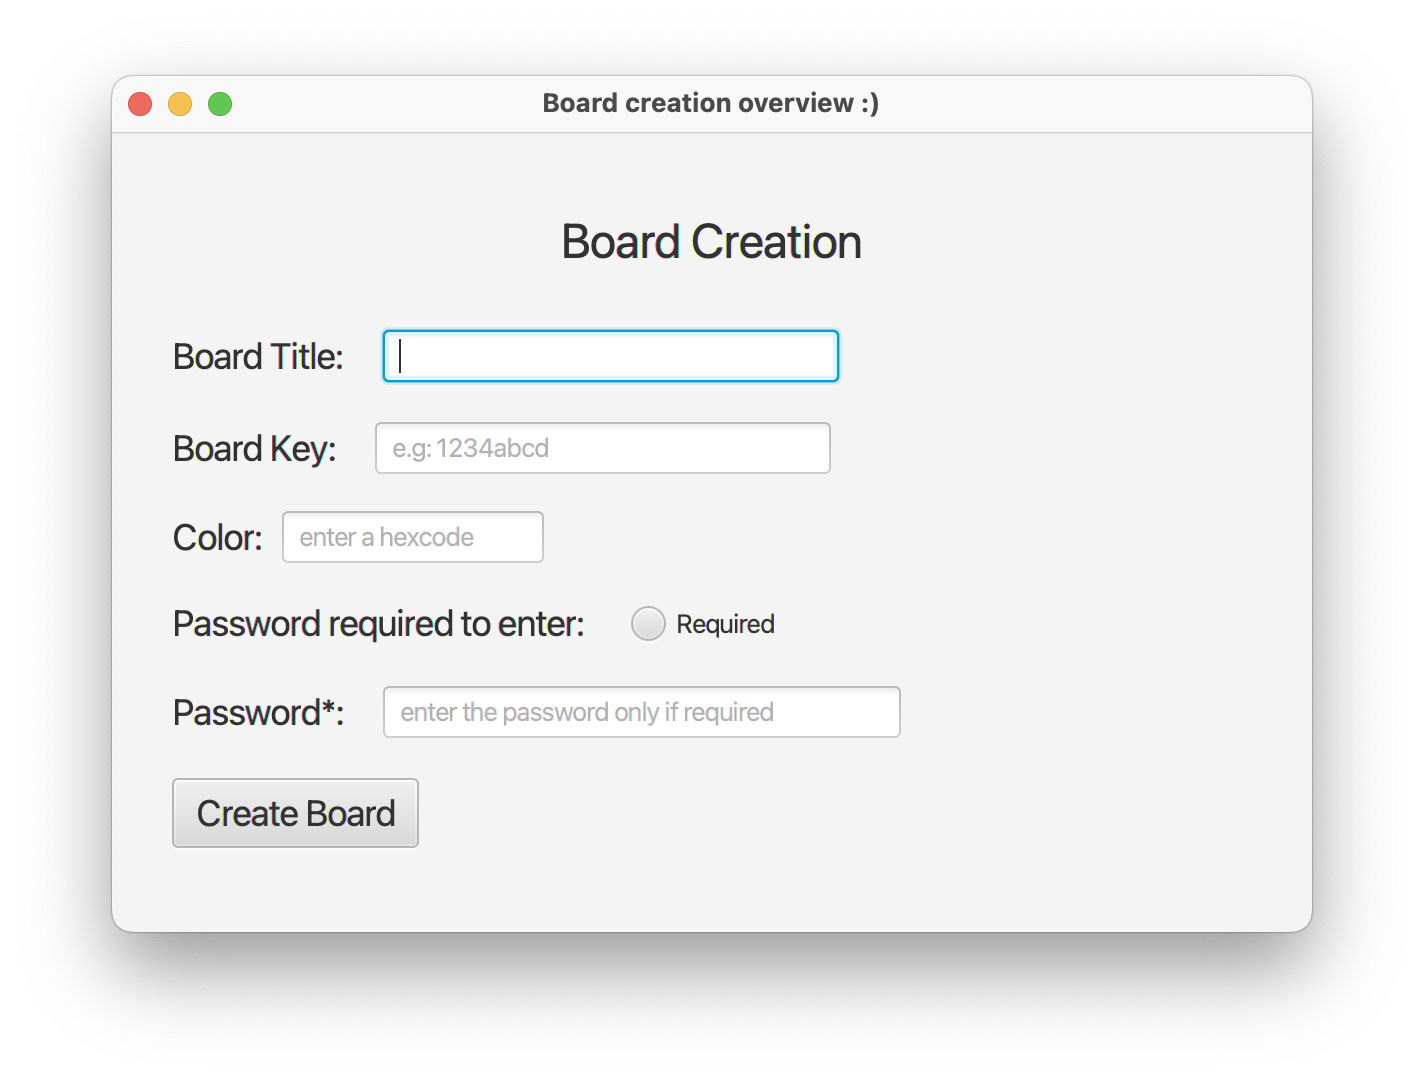 Board creation overview :)
Board Creation
Board Title:
Board Key: e.g: 1234abcd
Color: enter a hexcode
Password required to enter: Required
Password*: enter the password only if required
Create Board